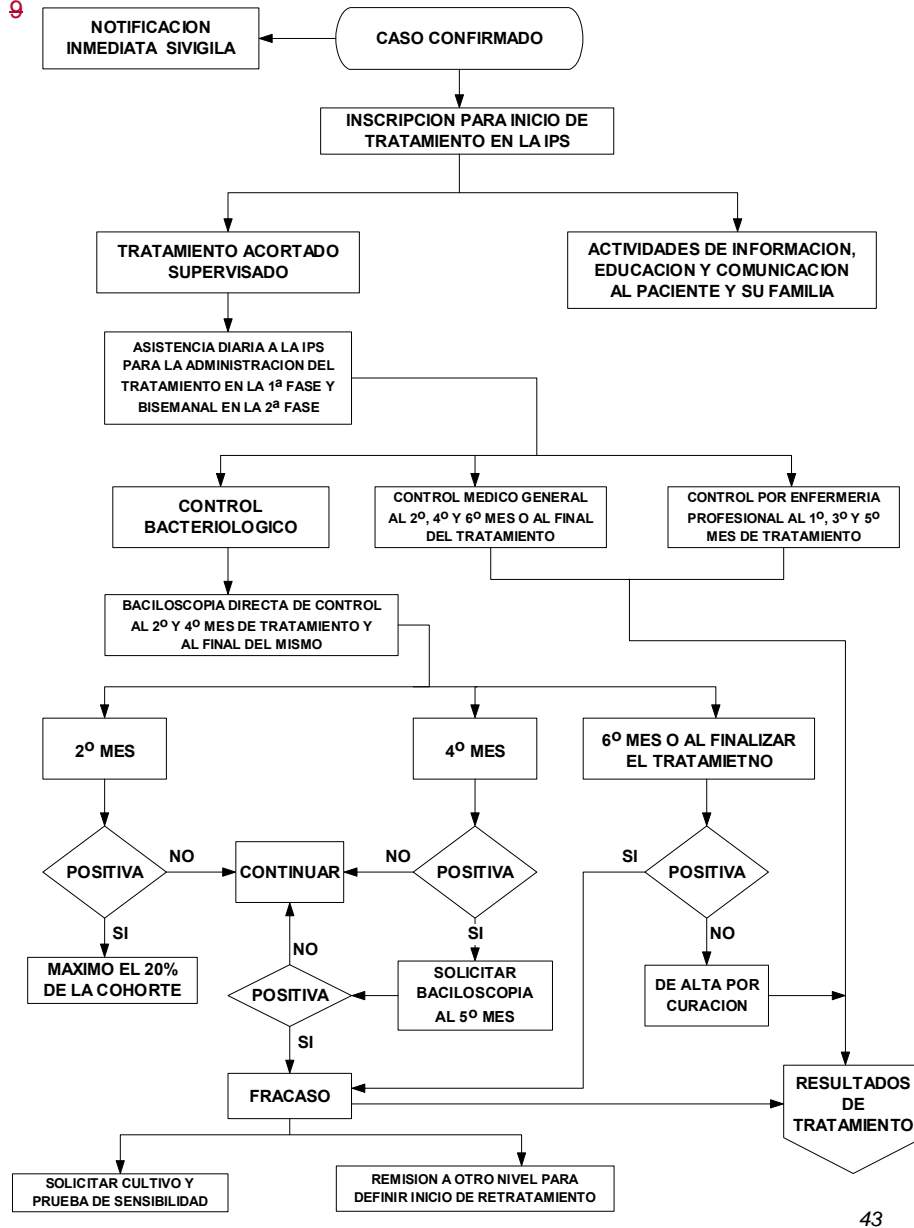 9
NOTIFICACION
INMEDIATA SIVIGILA
CASO CONFIRMADO
INSCRIPCION PARA INICIO DE
TRATAMIENTO EN LA IPS
TRATAMIENTO ACORTADO
SUPERVISADO
ACTIVIDADES DE INFORMACION,
EDUCACION Y COMUNICACION
AL PACIENTE Y SU FAMILIA
ASISTENCIA DIARIA A LA IPS
PARA LA ADMINISTRACION DEL
TRATAMIENTO EN LA 1ª FASE Y
BISEMANAL EN LA 2ª FASE
CONTROL
BACTERIOLOGICO
CONTROL MEDICO GENERAL
AL 2º, 4º Y 6º MES O AL FINAL
DEL TRATAMIENTO
CONTROL POR ENFERMERIA
PROFESIONAL AL 1º, 3º Y 5º
MES DE TRATAMIENTO
BACILOSCOPIA DIRECTA DE CONTROL
AL 2º Y 4º MES DE TRATAMIENTO Y
AL FINAL DEL MISMO
2º MES
4º MES
6º MES O AL FINALIZAR
EL TRATAMIETNO
POSITIVA
NO
CONTINUAR
NO
POSITIVA
SI
POSITIVA
SI
MAXIMO EL 20%
DE LA COHORTE
NO
POSITIVA
SI
SI
SOLICITAR
BACILOSCOPIA
AL 5º MES
NO
DE ALTA POR
CURACION
FRACASO
RESULTADOS
DE
TRATAMIENTO
SOLICITAR CULTIVO Y
PRUEBA DE SENSIBILIDAD
REMISION A OTRO NIVEL PARA
DEFINIR INICIO DE RETRATAMIENTO
43